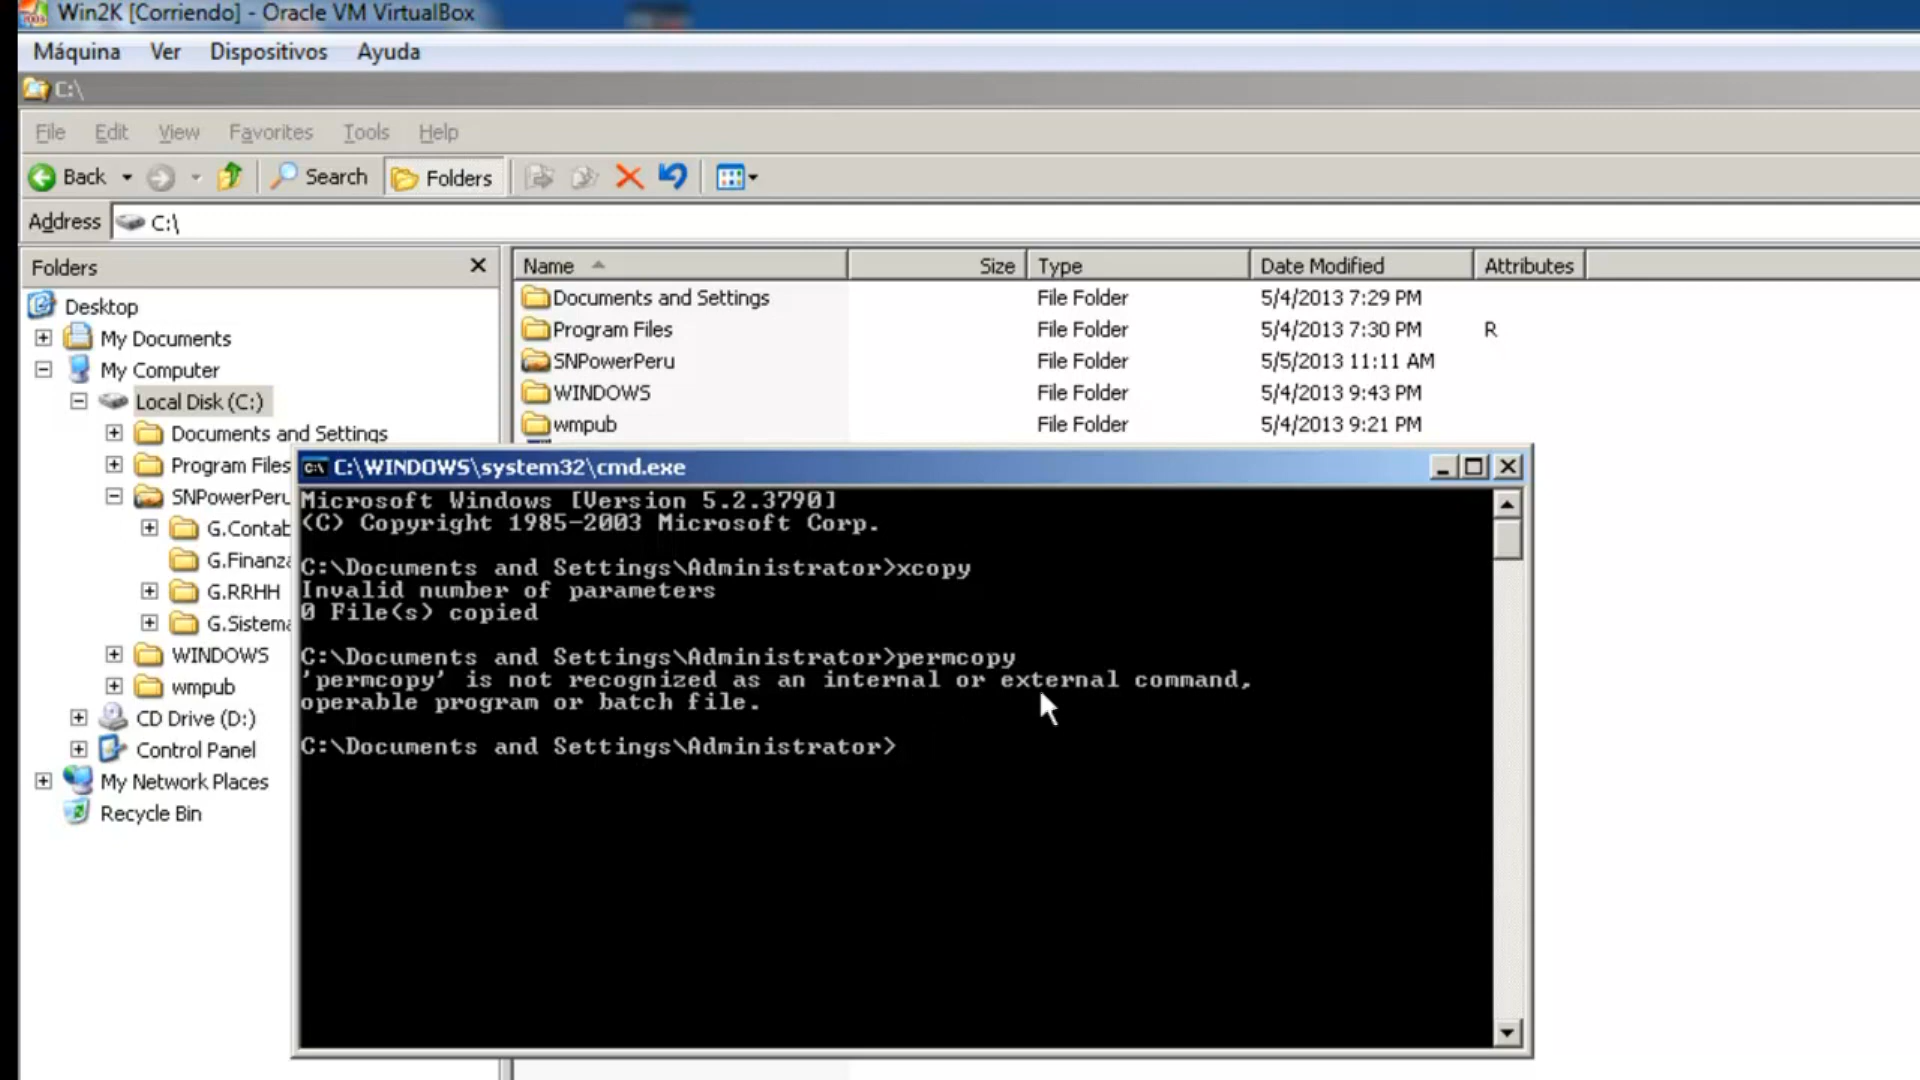 Win2K [Corriendo] - Oracle VM VirtualBox
Máquina Ver Dispositivos Ayuda
C:\
File Edit View Favorites Tools Help
Back Search Folders
Address C:\
Folders
Name Size Type Date Modified Attributes
Desktop
My Documents
My Computer
Local Disk (C:)
Documents and Settings
Program Files
SNPowerPeru
G.Contab
G.Finanza
G.RRHH
G.Sistema
WINDOWS
wmpub
CD Drive (D:)
Control Panel
My Network Places
Recycle Bin
Documents and Settings File Folder 5/4/2013 7:29 PM
Program Files File Folder 5/4/2013 7:30 PM R
SNPowerPeru File Folder 5/5/2013 11:11 AM
WINDOWS File Folder 5/4/2013 9:43 PM
wmpub File Folder 5/4/2013 9:21 PM
C:\WINDOWS\system32\cmd.exe
Microsoft Windows [Version 5.2.3790]
(C) Copyright 1985-2003 Microsoft Corp.
C:\Documents and Settings\Administrator>xcopy
Invalid number of parameters
0 File(s) copied
C:\Documents and Settings\Administrator>permcopy
'permcopy' is not recognized as an internal or external command,
operable program or batch file.
C:\Documents and Settings\Administrator>